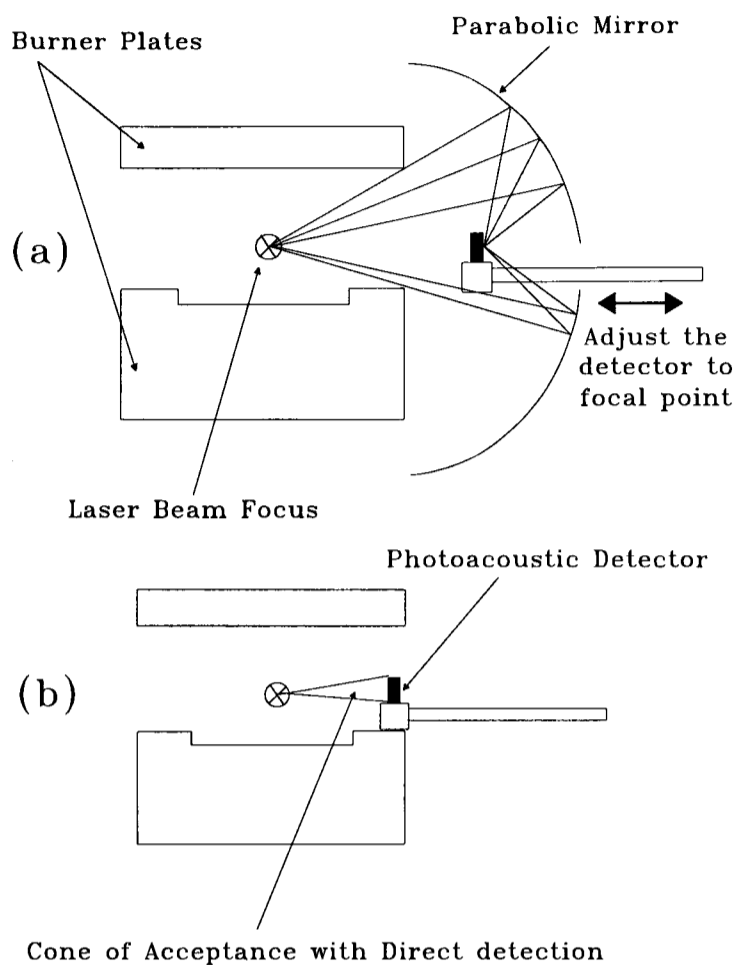 Parabolic Mirror
Burner Plates
(a)
Adjust the
detector to
focal point
Laser Beam Focus
Photoacoustic Detector
(b)
Cone of Acceptance with Direct detection